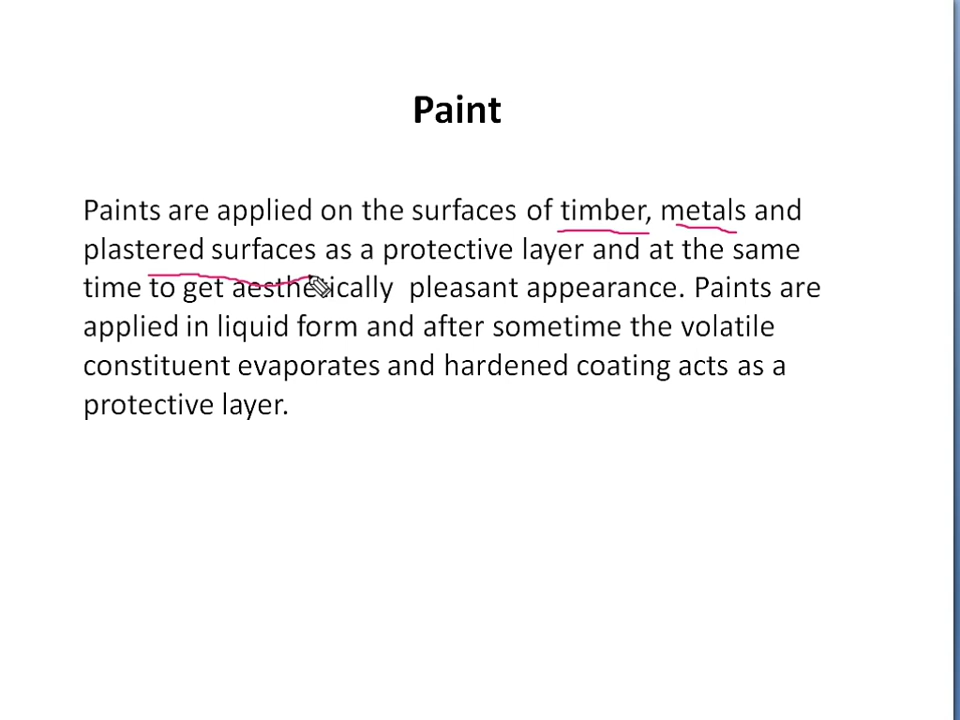 Paint
Paints are applied on the surfaces of timber, metals and
plastered surfaces as a protective layer and at the same
time to get aesthetically pleasant appearance. Paints are
applied in liquid form and after sometime the volatile
constituent evaporates and hardened coating acts as a
protective layer.